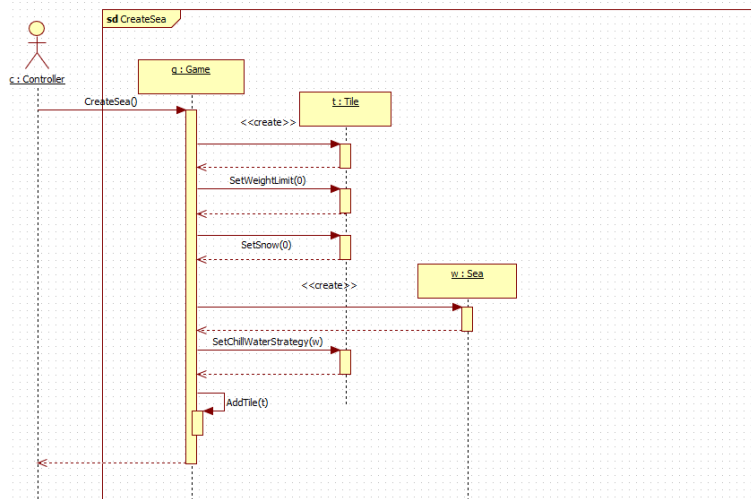 sd CreateSea
c : Controller
g : Game
t : Tile
CreateSea()
<<create>>
SetWeightLimit(0)
SetSnow(0)
w : Sea
<<create>>
SetChillWaterStrategy(w)
AddTile(t)